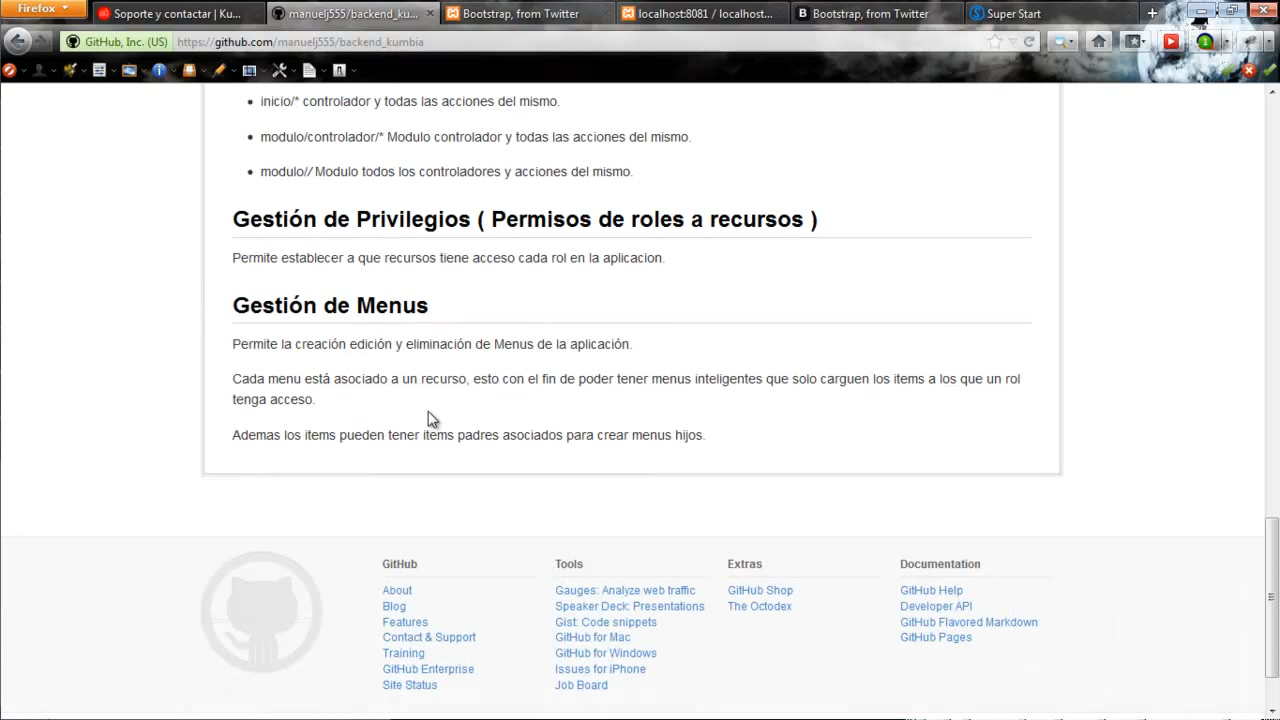 Firefox
Soporte y contactar | Ku...
manuelj555/backend_ku...
Bootstrap, from Twitter
localhost:8081 / localhost...
Bootstrap, from Twitter
Super Start
GitHub, Inc. (US)
https://github.com/manuelj555/backend_kumbia
inicio/* controlador y todas las acciones del mismo.
modulo/controlador/* Modulo controlador y todas las acciones del mismo.
modulo// Modulo todos los controladores y acciones del mismo.
Gestión de Privilegios ( Permisos de roles a recursos )
Permite establecer a que recursos tiene acceso cada rol en la aplicacion.
Gestión de Menus
Permite la creación edición y eliminación de Menus de la aplicación.
Cada menu está asociado a un recurso, esto con el fin de poder tener menus inteligentes que solo carguen los items a los que un rol
tenga acceso.
Ademas los items pueden tener items padres asociados para crear menus hijos.
GitHub
About
Blog
Features
Contact & Support
Training
GitHub Enterprise
Site Status
Tools
Gauges: Analyze web traffic
Speaker Deck: Presentations
Gist: Code snippets
GitHub for Mac
GitHub for Windows
Issues for iPhone
Job Board
Extras
GitHub Shop
The Octodex
Documentation
GitHub Help
Developer API
GitHub Flavored Markdown
GitHub Pages